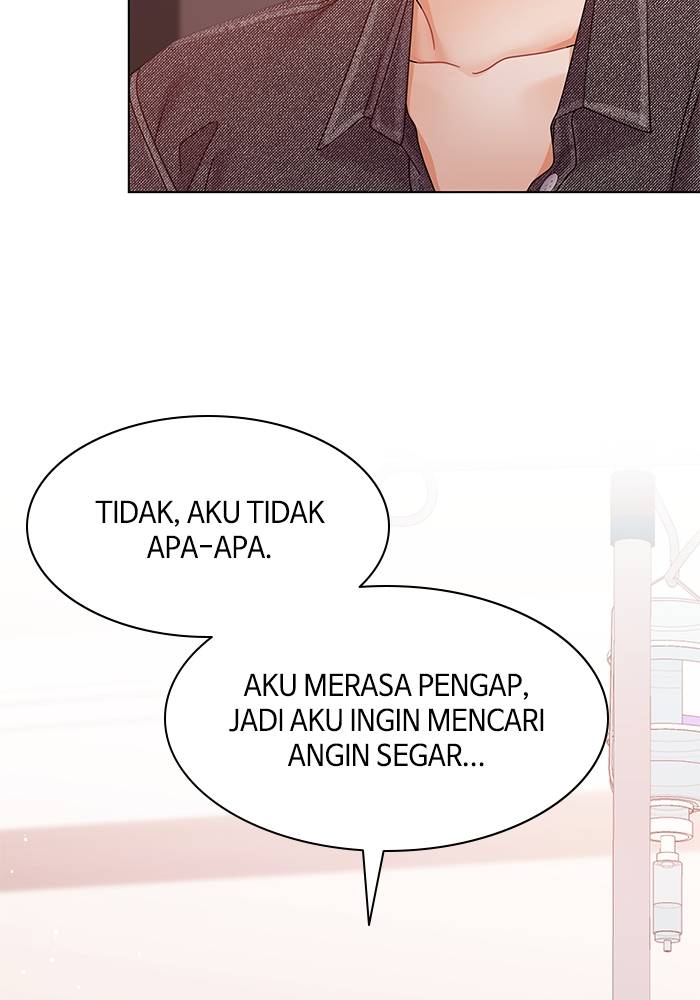 TIDAK, AKU TIDAK
APA-APA.
AKU MERASA PENGAP,
JADI AKU INGIN MENCARI
ANGIN SEGAR...